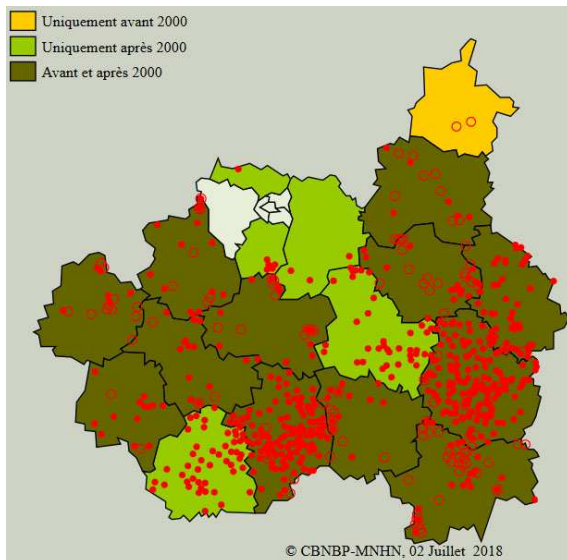 Uniquement avant 2000
Uniquement après 2000
Avant et après 2000
© CBNBP-MNHN, 02 Juillet 2018